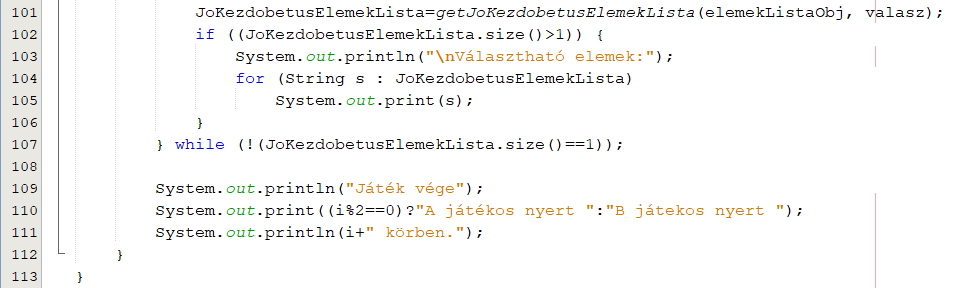 101 JoKezdobetusElemekLista=getJoKezdobetusElemekLista(elemekListaObj, valasz);
102 if ((JoKezdobetusElemekLista.size()>1)) {
103 System.out.println("\nVálasztható elemek:");
104 for (String s : JoKezdobetusElemekLista)
105 System.out.print(s);
106 }
107 } while (!(JoKezdobetusElemekLista.size()==1));
108
109 System.out.println("Játék vége");
110 System.out.print((i%2==0)?"A játékos nyert ":"B játekos nyert ");
111 System.out.println(i+" körben.");
112 }
113 }